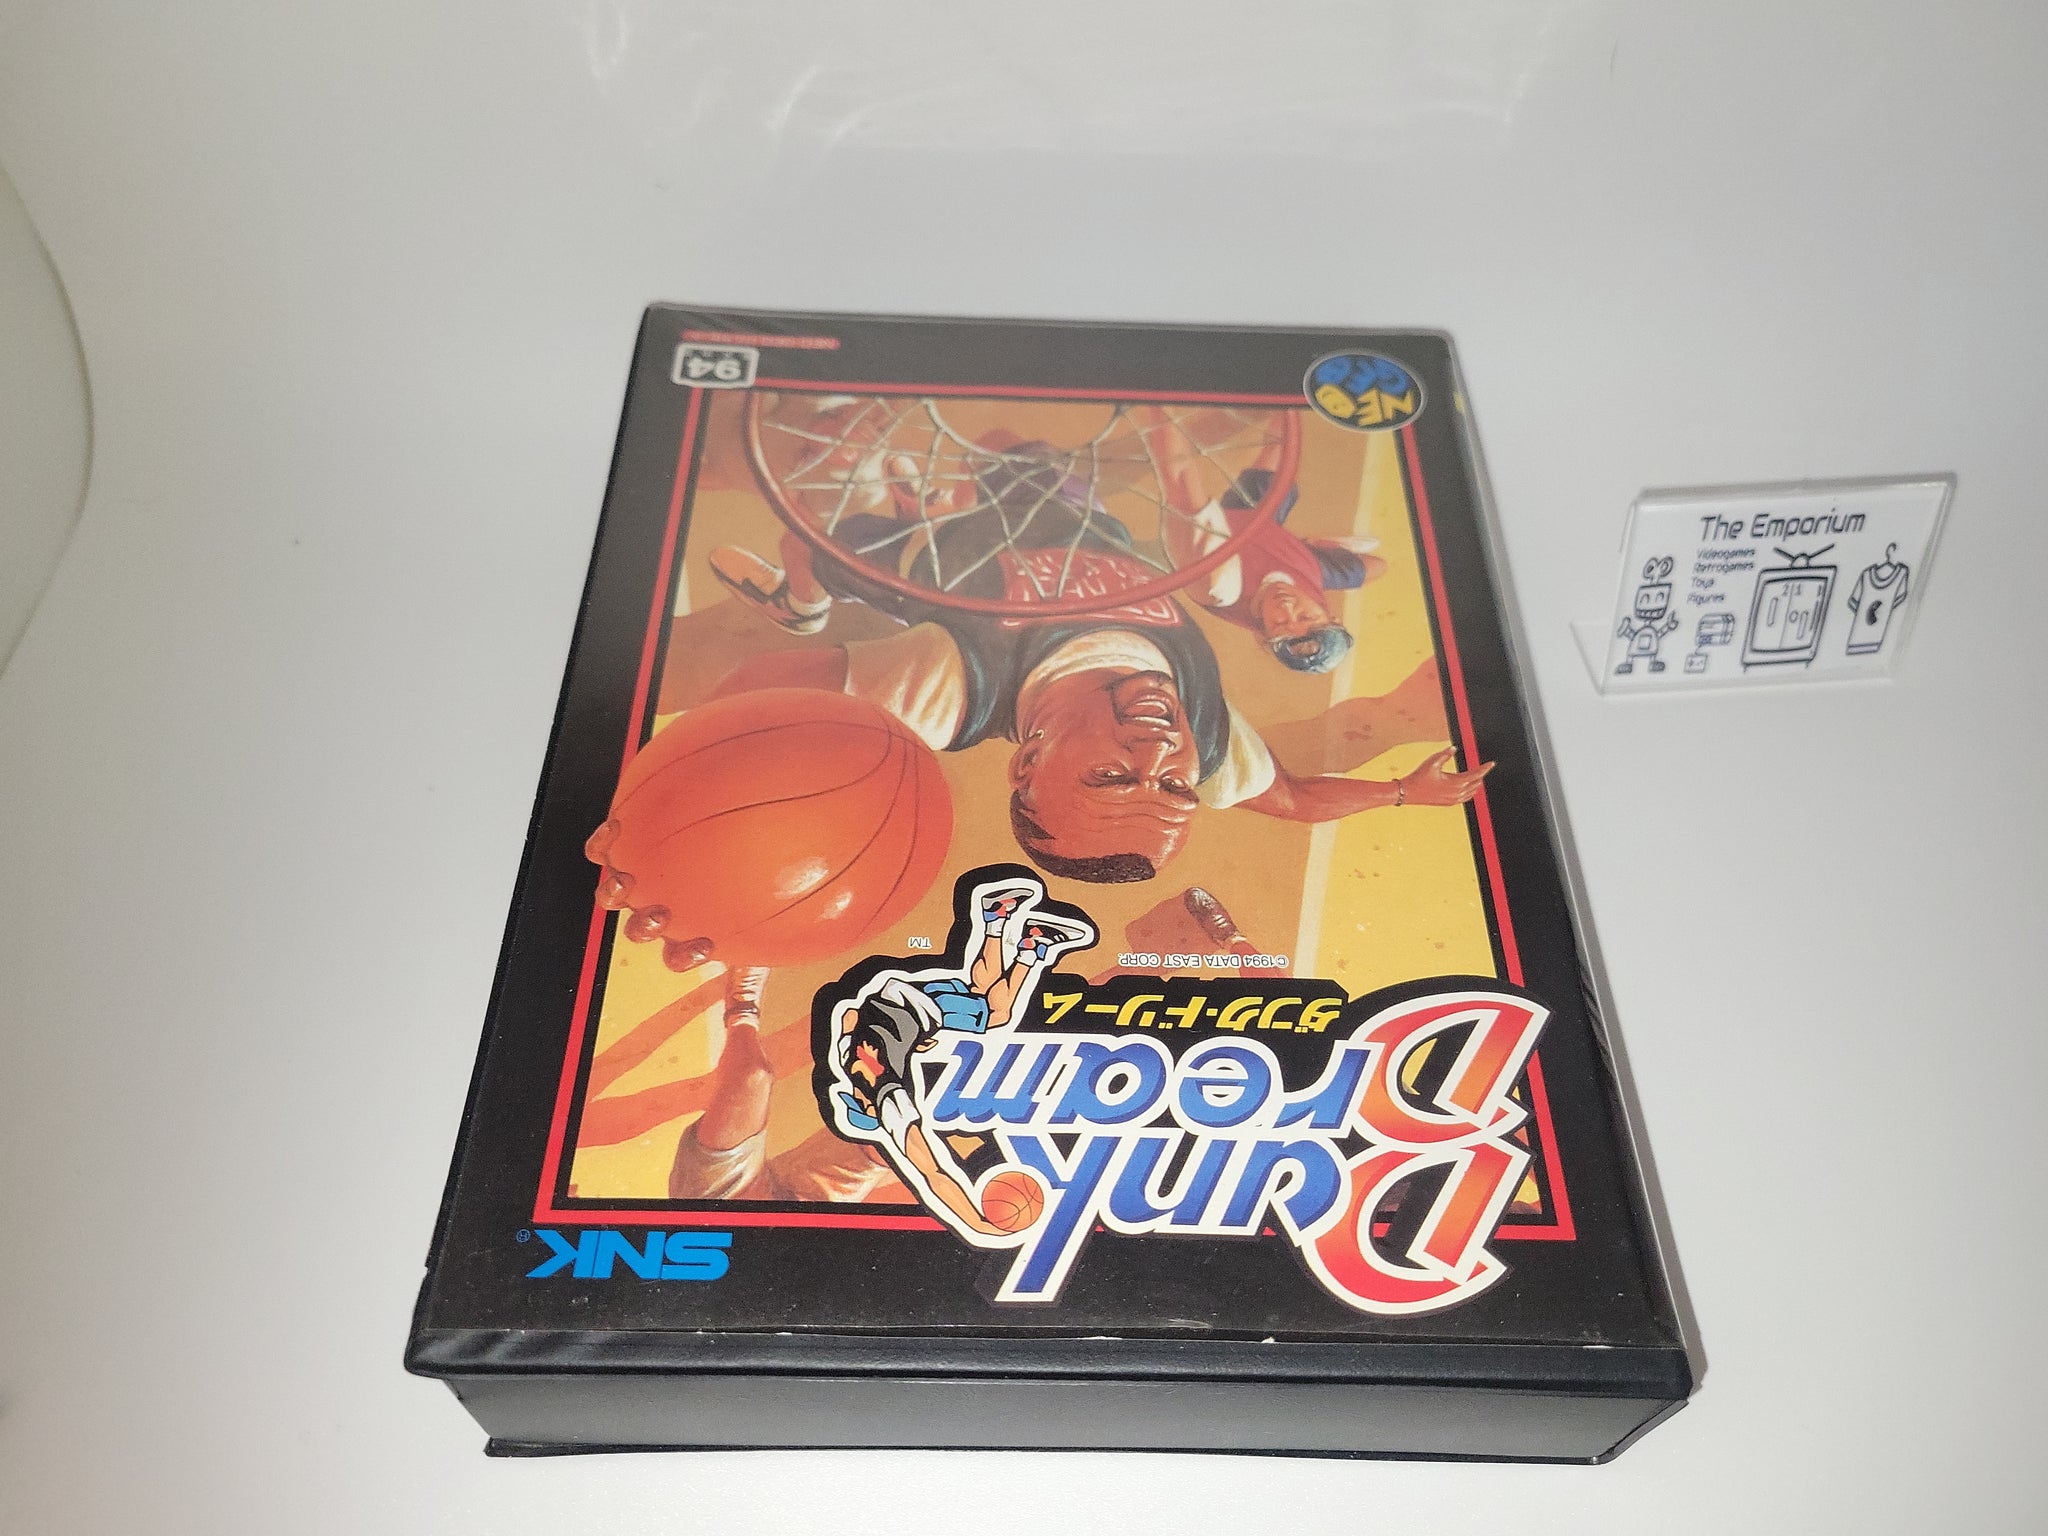 SNK®
Dunk
Dream
ダンク・ドリーム
TM
©1994 DATA EAST CORP.
NEO GEO
94
The Emporium
Videogames
Retrogames
Toys
Figures